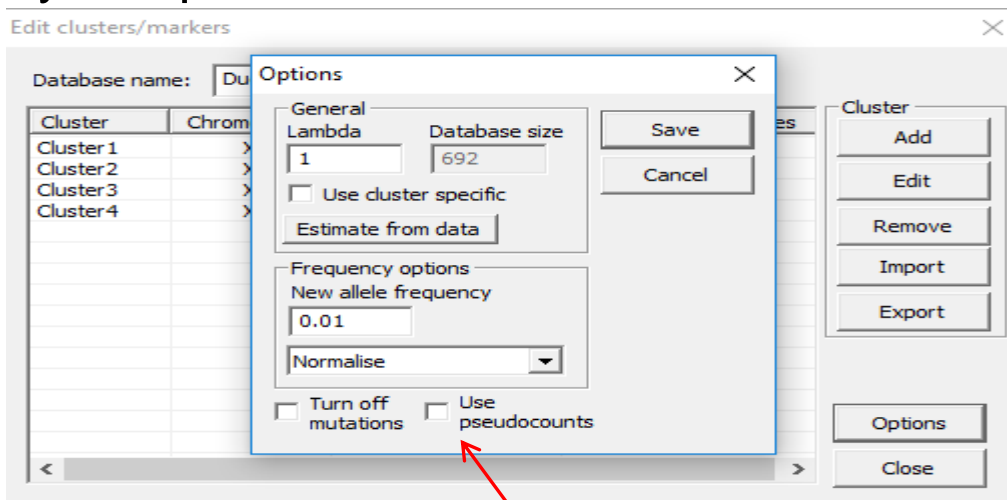 Edit clusters/markers
Database name: Du
Options
General
Lambda Database size
1 692
Use cluster specific
Estimate from data
Save
Cancel
Frequency options
New allele frequency
0.01
Normalise
Turn off mutations
Use pseudocounts
Cluster Chrom es
Cluster1 X
Cluster2 X
Cluster3 X
Cluster4 X
Cluster
Add
Edit
Remove
Import
Export
Options
Close